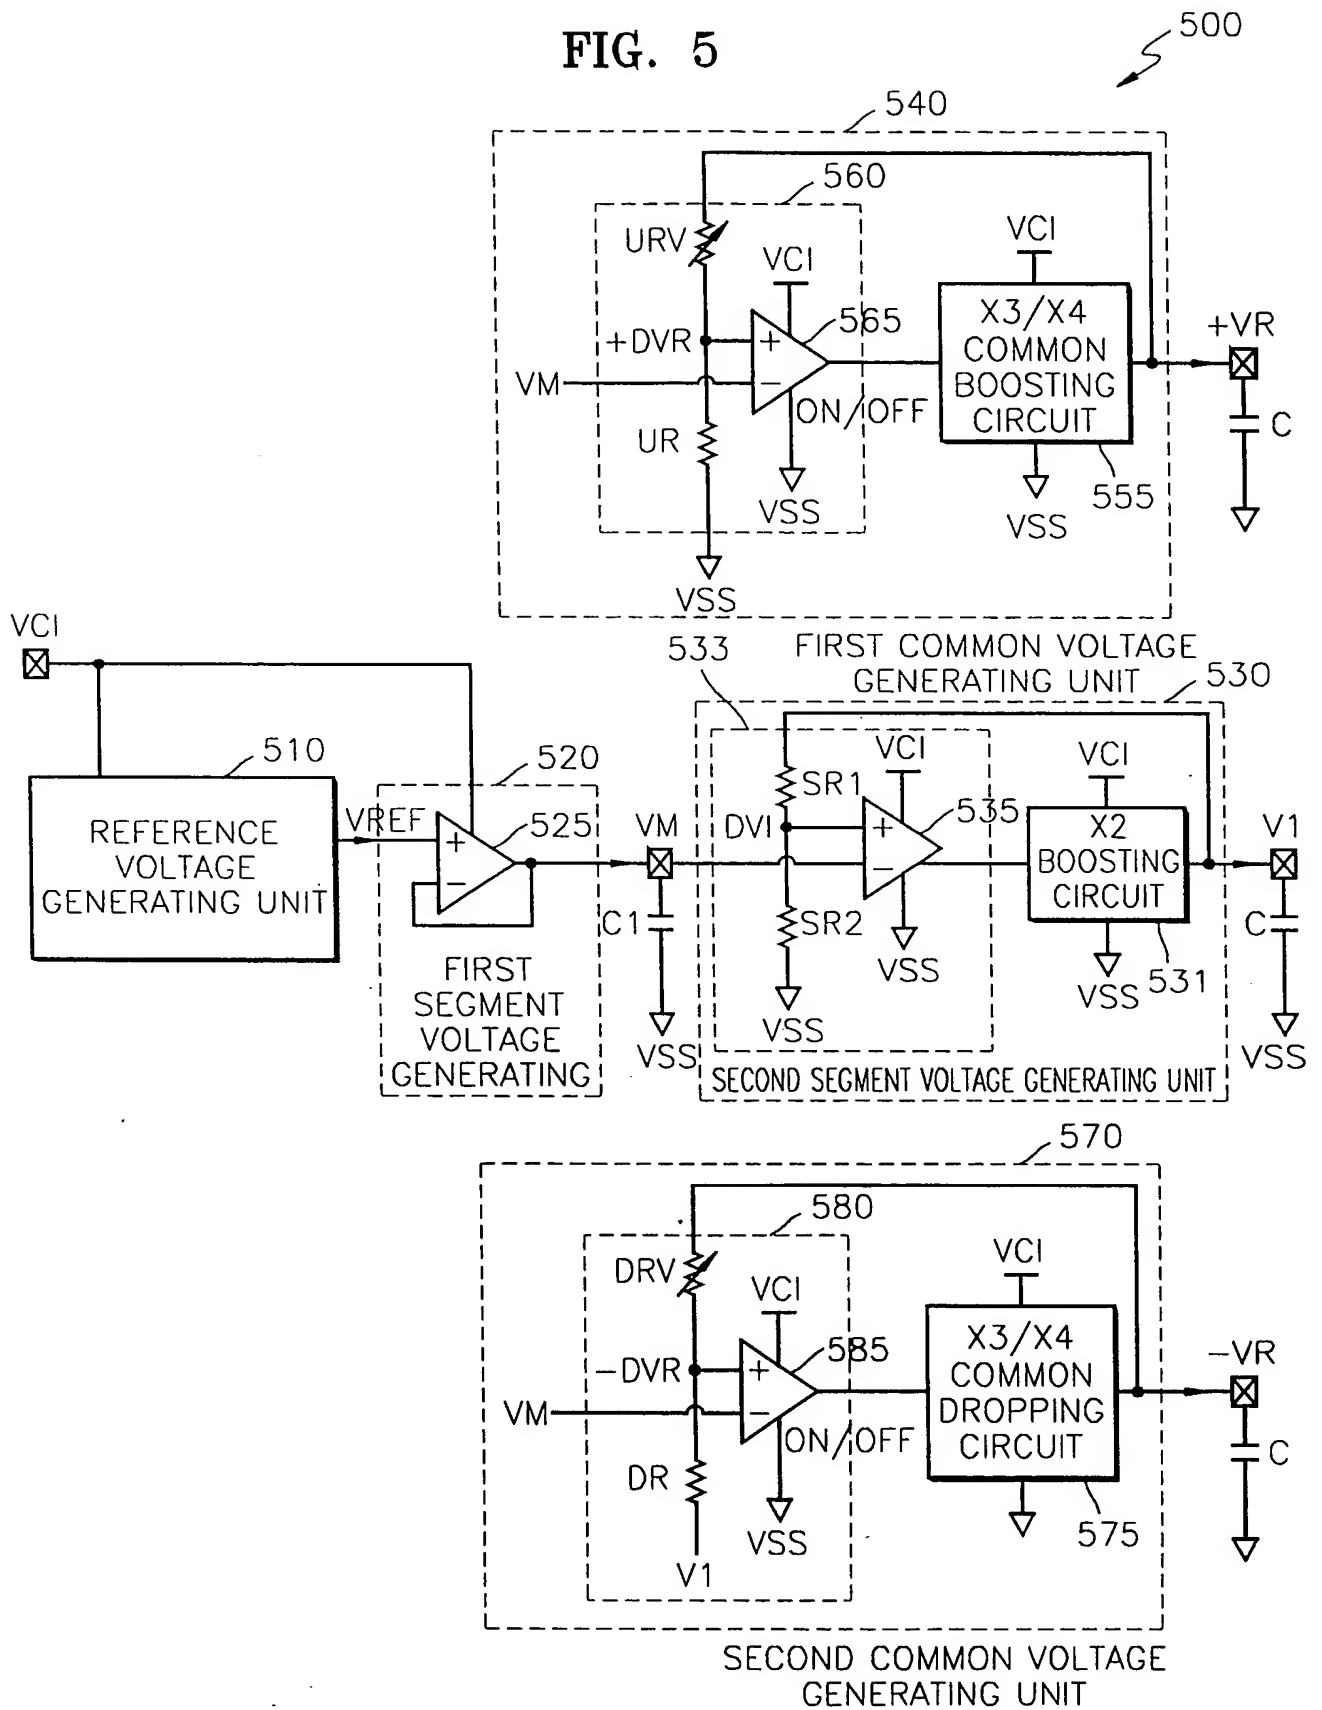 FIG. 5
500
540
560
URV
VCI
VCI
565
+DVR
+
VM
−
ON/OFF
UR
VSS
VSS
X3/X4
COMMON
BOOSTING
CIRCUIT
555
VSS
+VR
C
FIRST COMMON VOLTAGE
GENERATING UNIT
VCI
510
REFERENCE
VOLTAGE
GENERATING UNIT
VREF
520
525
+
−
FIRST
SEGMENT
VOLTAGE
GENERATING
VM
C1
VSS
533
530
VCI
VCI
SR1
535
DVI
+
−
SR2
VSS
VSS
X2
BOOSTING
CIRCUIT
531
VSS
V1
C
VSS
SECOND SEGMENT VOLTAGE GENERATING UNIT
570
580
DRV
VCI
VCI
585
−DVR
+
VM
−
ON/OFF
DR
VSS
V1
X3/X4
COMMON
DROPPING
CIRCUIT
575
−VR
C
SECOND COMMON VOLTAGE
GENERATING UNIT